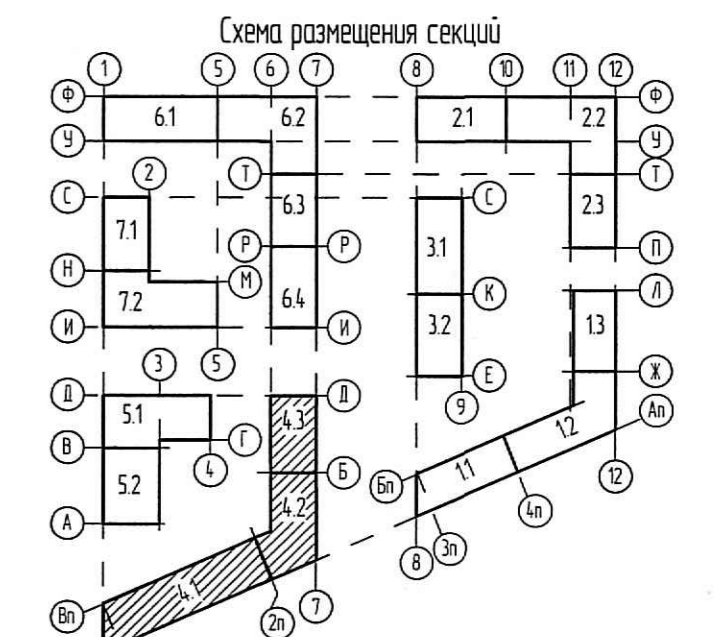 Схема размещения секций
1 5 6 7 8 10 11 12
Ф 6.1 6.2 2.1 2.2 Ф
У У
2 Т Т
С 6.3 С 2.3
7.1 3.1
Р Р П
Н М К Л
7.2 6.4 1.3
И И 3.2
3 5 Е Ж
Д 5.1 Д 9
4.3 Ап
В Г 1.2
4 Б Бп 1.1 12
5.2 4.2 4п
А 3п
8
4.1 7
Вп 2п